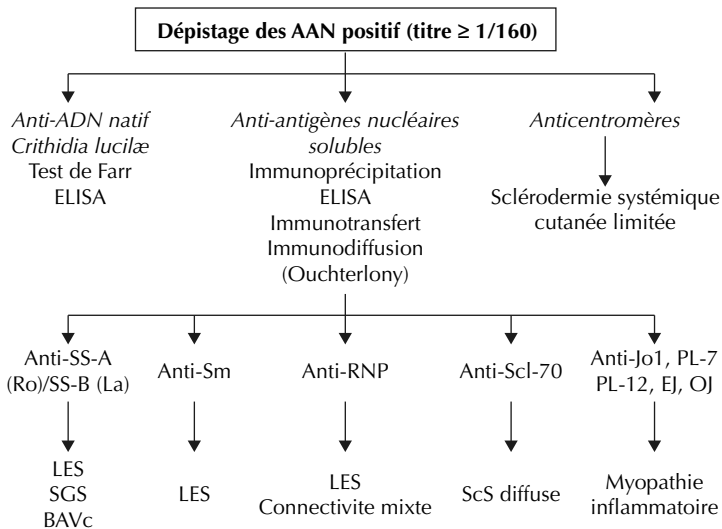 Dépistage des AAN positif (titre ≥ 1/160)
Anti-ADN natif
Crithidia lucilæ
Test de Farr
ELISA
Anti-antigènes nucléaires
solubles
Immunoprécipitation
ELISA
Immunotransfert
Immunodiffusion
(Ouchterlony)
Anticentromères
Sclérodermie systémique
cutanée limitée
Anti-SS-A
(Ro)/SS-B (La)
Anti-Sm
Anti-RNP
Anti-Scl-70
Anti-Jo1, PL-7
PL-12, EJ, OJ
LES
SGS
BAVc
LES
LES
Connectivite mixte
ScS diffuse
Myopathie
inflammatoire